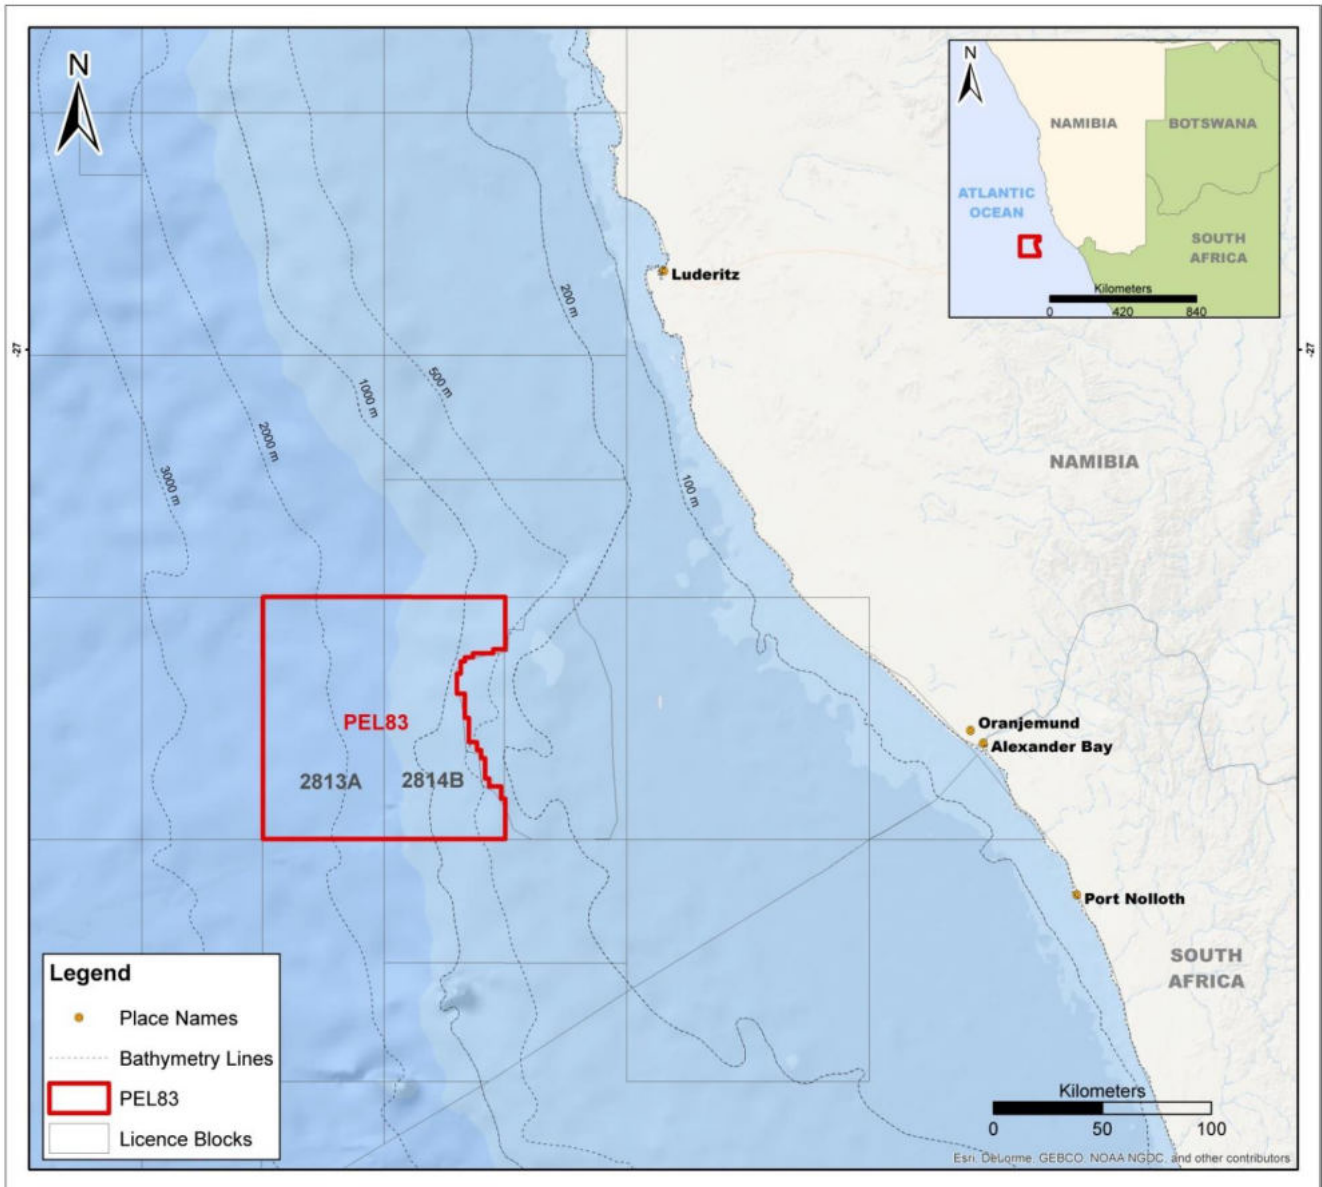 N
N
NAMIBIA
BOTSWANA
ATLANTIC
OCEAN
SOUTH
AFRICA
Kilometers
0 420 840
Luderitz
200 m
-27
-27
1000 m
500 m
2000 m
3000 m
100 m
NAMIBIA
PEL83
2813A
2814B
Oranjemund
Alexander Bay
Port Nolloth
SOUTH
AFRICA
Legend
Place Names
Bathymetry Lines
PEL83
Licence Blocks
Kilometers
0 50 100
Esri, DeLorme, GEBCO, NOAA NGDC, and other contributors